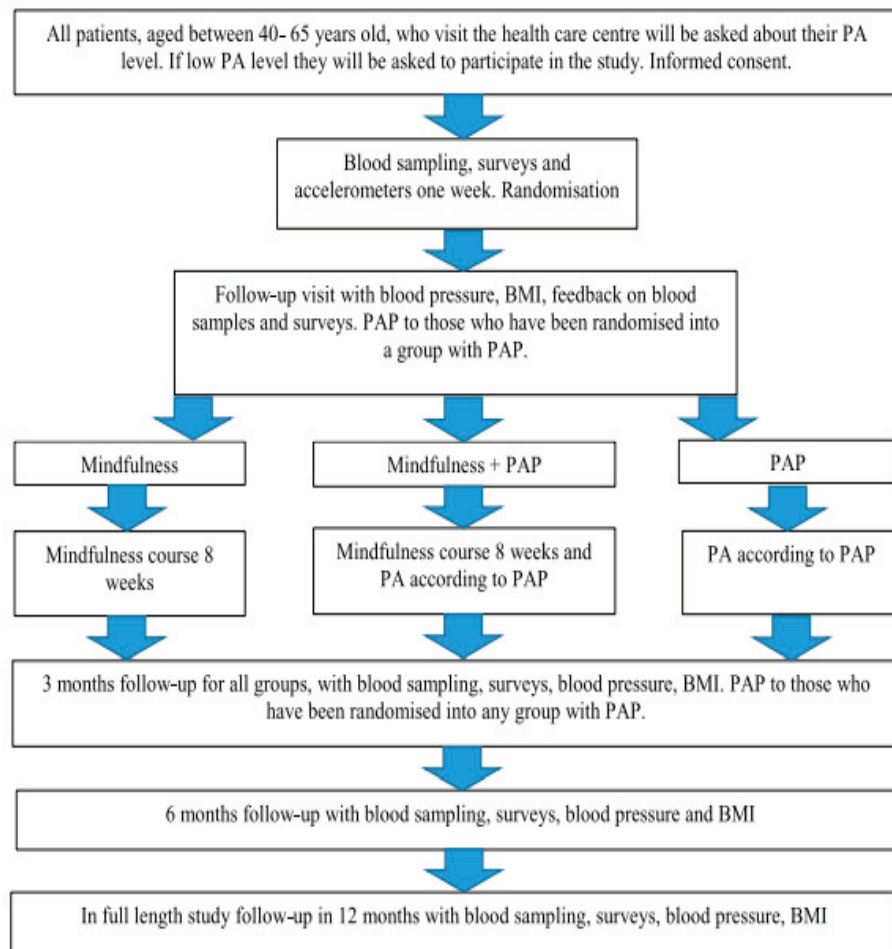 All patients, aged between 40- 65 years old, who visit the health care centre will be asked about their PA
level. If low PA level they will be asked to participate in the study. Informed consent.
Blood sampling, surveys and
accelerometers one week. Randomisation
Follow-up visit with blood pressure, BMI, feedback on blood
samples and surveys. PAP to those who have been randomised into
a group with PAP.
Mindfulness
Mindfulness + PAP
PAP
Mindfulness course 8
weeks
Mindfulness course 8 weeks and
PA according to PAP
PA according to PAP
3 months follow-up for all groups, with blood sampling, surveys, blood pressure, BMI. PAP to those who
have been randomised into any group with PAP.
6 months follow-up with blood sampling, surveys, blood pressure and BMI
In full length study follow-up in 12 months with blood sampling, surveys, blood pressure, BMI